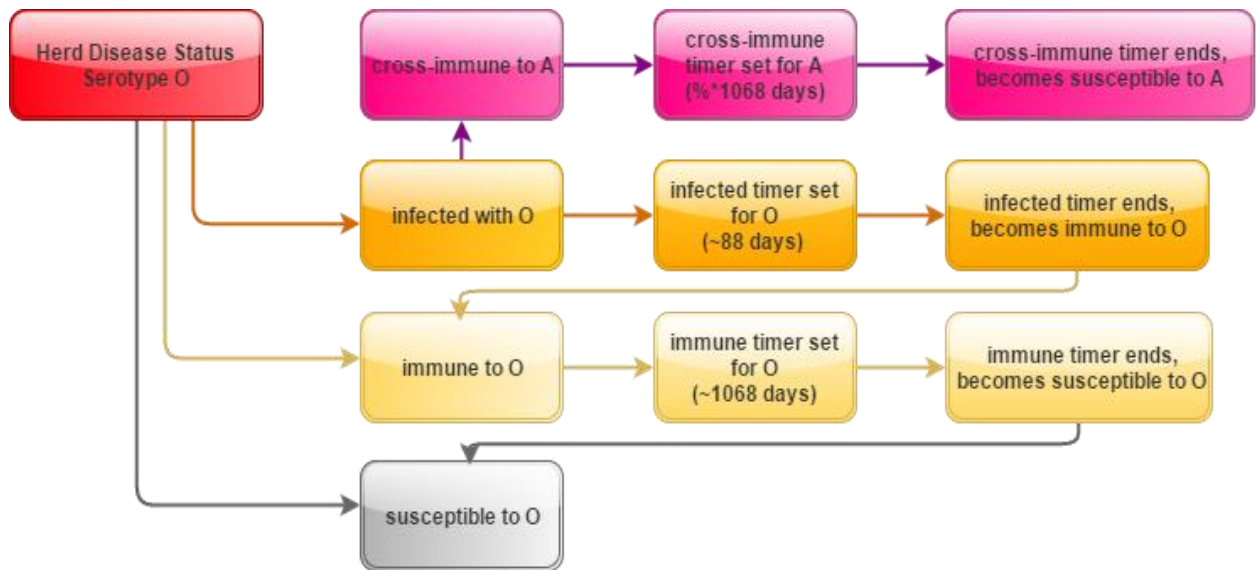 Herd Disease Status
Serotype O
cross-immune to A
cross-immune
timer set for A
(%*1068 days)
cross-immune timer ends,
becomes susceptible to A
infected with O
infected timer set
for O
(~88 days)
infected timer ends,
becomes immune to O
immune to O
immune timer set
for O
(~1068 days)
immune timer ends,
becomes susceptible to O
susceptible to O